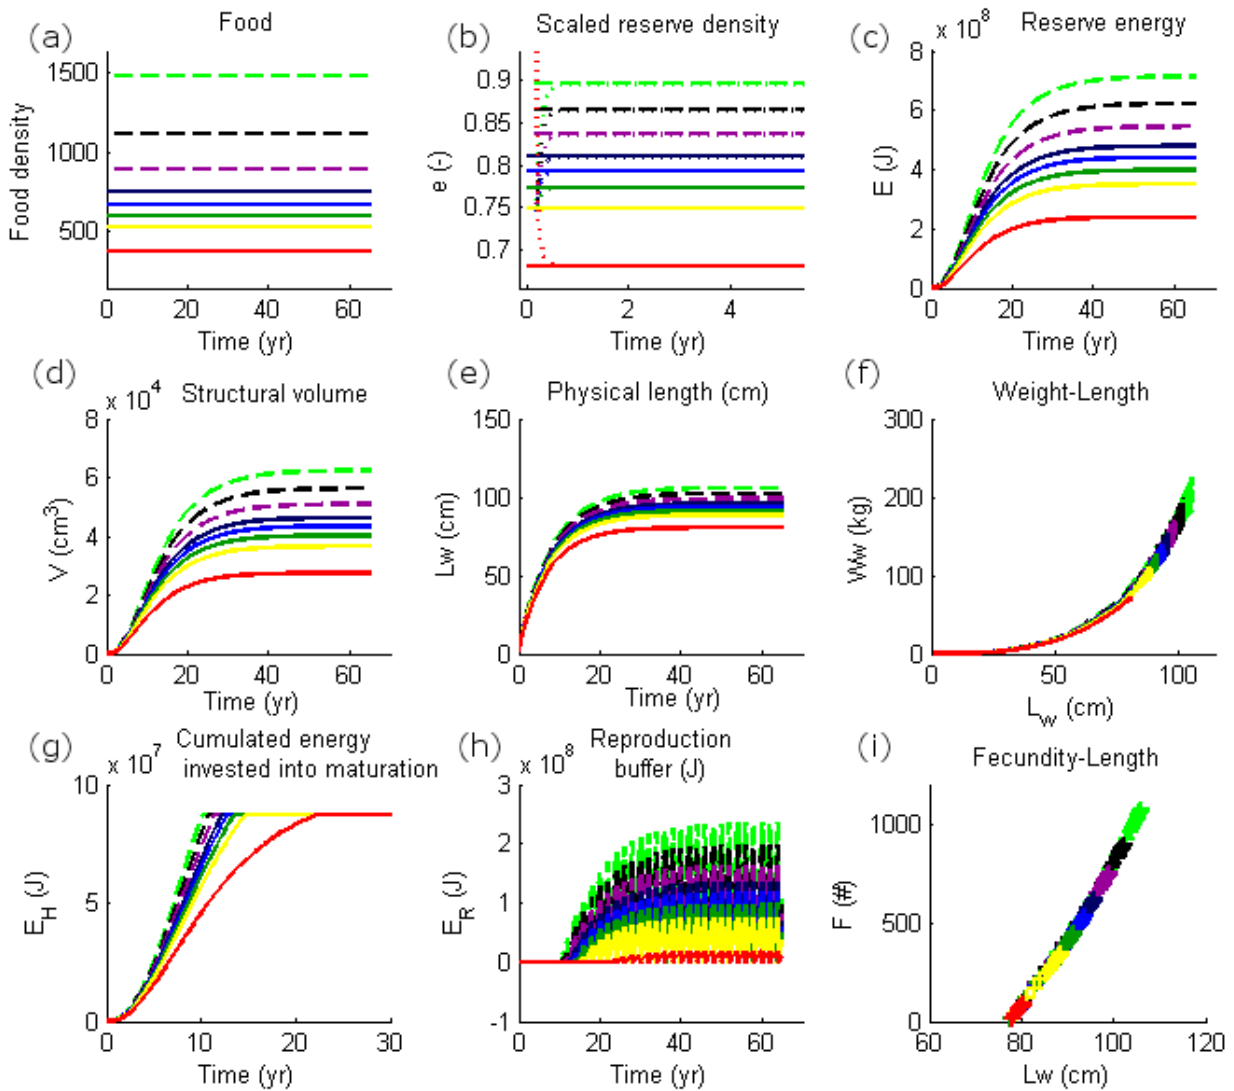 (a) Food
1500
1000
500
0 20 40 60
Food density
Time (yr)
(b) Scaled reserve density
0.9
0.85
0.8
0.75
0.7
0 2 4
e (-)
Time (yr)
(c) Reserve energy
x 10^8
8
6
4
2
0
0 20 40 60
E (J)
Time (yr)
(d) Structural volume
x 10^4
8
6
4
2
0
0 20 40 60
V (cm^3)
Time (yr)
(e) Physical length (cm)
150
100
50
0
0 20 40 60
Lw (cm)
Time (yr)
(f) Weight-Length
300
200
100
0
0 50 100
Ww (kg)
L_w (cm)
(g) Cumulated energy
invested into maturation
x 10^7
10
5
0
0 10 20 30
E_H (J)
Time (yr)
(h) Reproduction
buffer (J)
x 10^8
3
2
1
0
-1
0 20 40 60
E_R (J)
Time (yr)
(i) Fecundity-Length
1000
500
0
60 80 100 120
F (#)
Lw (cm)